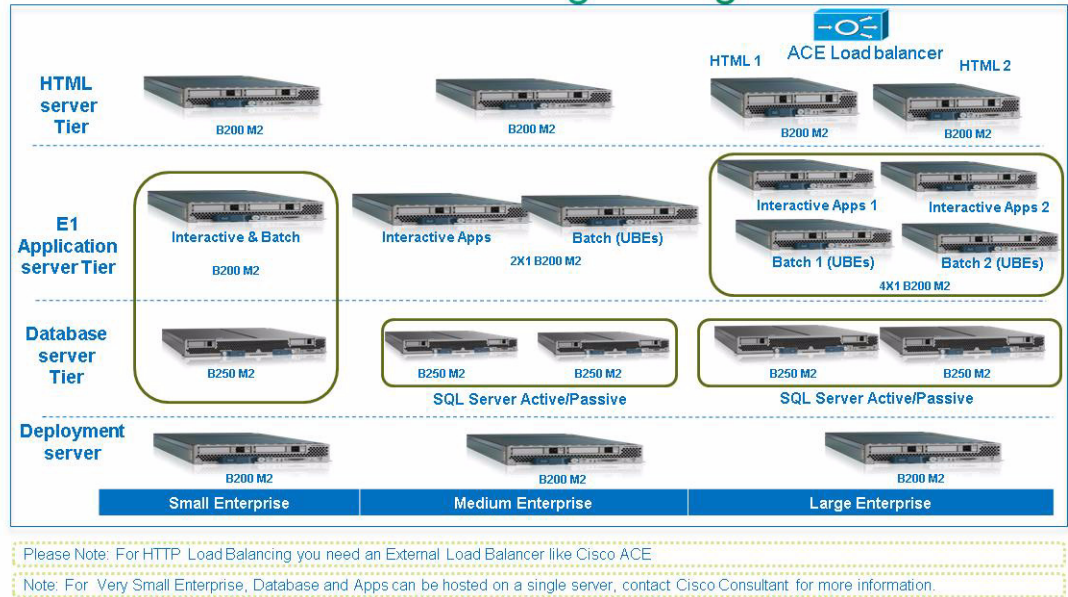 ACE Load balancer
HTML 1
HTML 2
HTML
server
Tier
B200 M2
B200 M2
B200 M2
B200 M2
E1
Application
server Tier
Interactive & Batch
B200 M2
Interactive Apps
Batch (UBEs)
2X1 B200 M2
Interactive Apps 1
Interactive Apps 2
Batch 1 (UBEs)
Batch 2 (UBEs)
4X1 B200 M2
Database
server
Tier
B250 M2
B250 M2
B250 M2
SQL Server Active/Passive
B250 M2
B250 M2
SQL Server Active/Passive
Deployment
server
B200 M2
B200 M2
B200 M2
Small Enterprise
Medium Enterprise
Large Enterprise
Please Note: For HTTP Load Balancing you need an External Load Balancer like Cisco ACE
Note: For Very Small Enterprise, Database and Apps can be hosted on a single server, contact Cisco Consultant for more information.